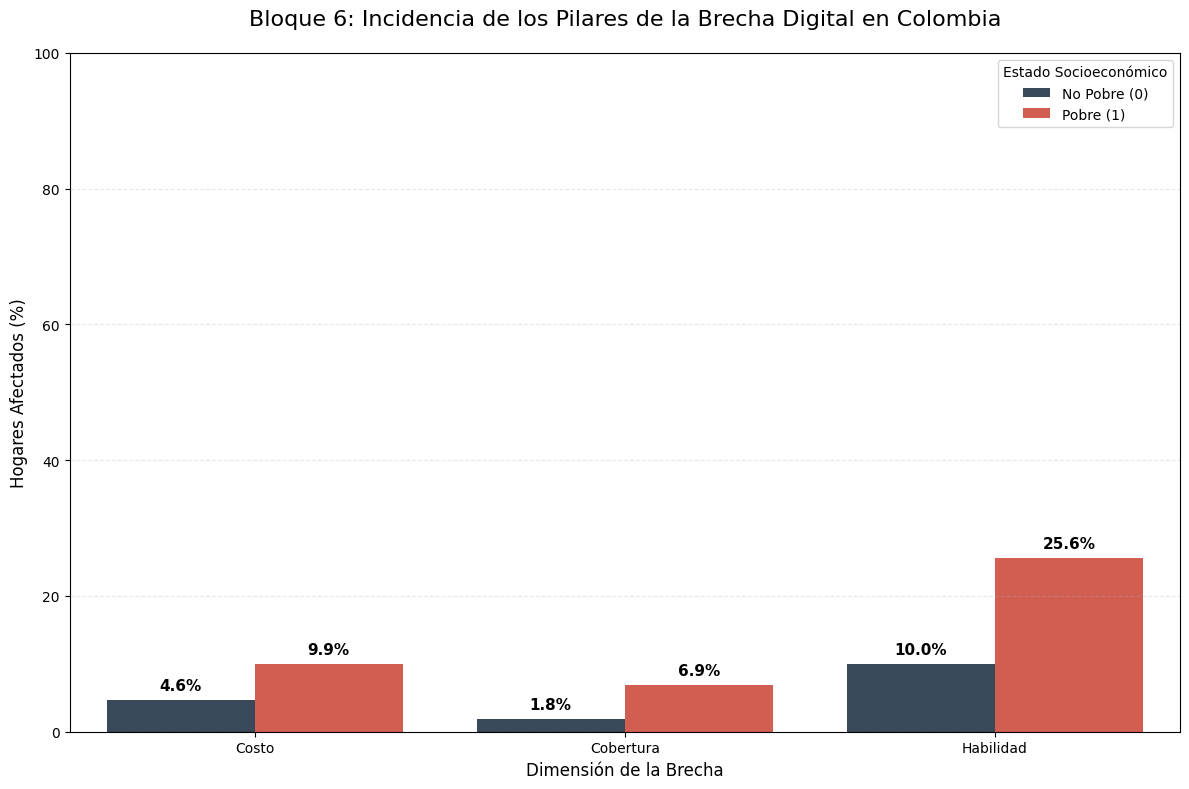 Bloque 6: Incidencia de los Pilares de la Brecha Digital en Colombia
Estado Socioeconómico
No Pobre (0)
Pobre (1)
Hogares Afectados (%)
100
80
60
40
20
0
4.6%
9.9%
1.8%
6.9%
10.0%
25.6%
Costo
Cobertura
Habilidad
Dimensión de la Brecha